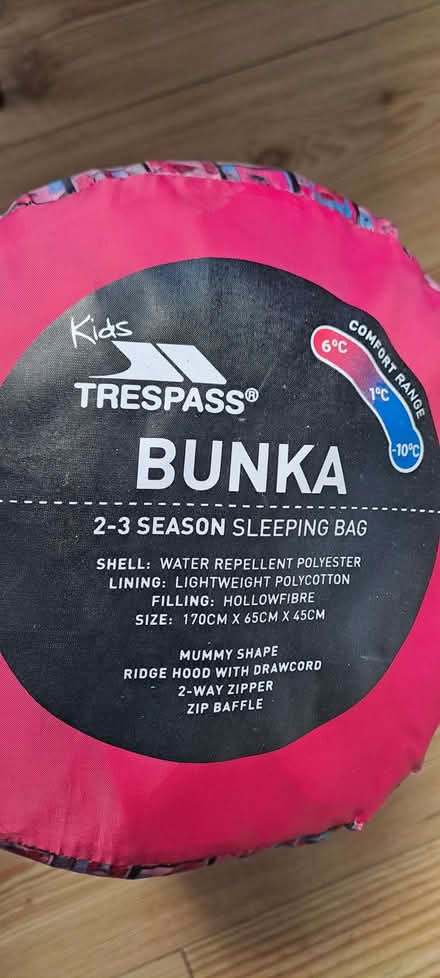 Kids
TRESPASS®
COMFORT RANGE
6°C
1°C
-10°C
BUNKA
2-3 SEASON SLEEPING BAG
SHELL: WATER REPELLENT POLYESTER
LINING: LIGHTWEIGHT POLYCOTTON
FILLING: HOLLOWFIBRE
SIZE: 170CM X 65CM X 45CM
MUMMY SHAPE
RIDGE HOOD WITH DRAWCORD
2-WAY ZIPPER
ZIP BAFFLE